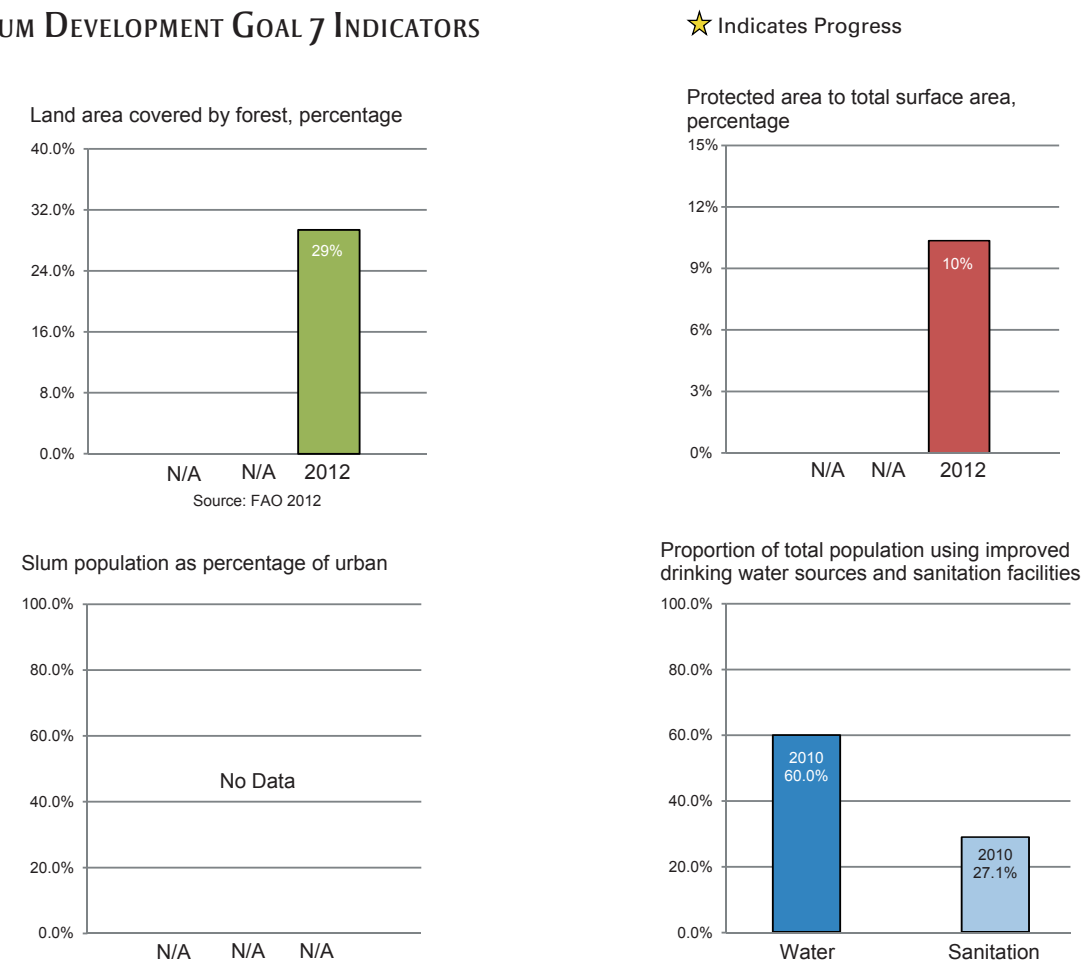 UM DEVELOPMENT GOAL 7 INDICATORS
Indicates Progress
Land area covered by forest, percentage
40.0%
32.0%
24.0%
16.0%
8.0%
0.0%
29%
N/A N/A 2012
Source: FAO 2012
Protected area to total surface area,
percentage
15%
12%
9%
6%
3%
0%
10%
N/A N/A 2012
Slum population as percentage of urban
100.0%
80.0%
60.0%
40.0%
20.0%
0.0%
No Data
N/A N/A N/A
Proportion of total population using improved
drinking water sources and sanitation facilities
100.0%
80.0%
60.0%
40.0%
20.0%
0.0%
2010
60.0%
2010
27.1%
Water Sanitation